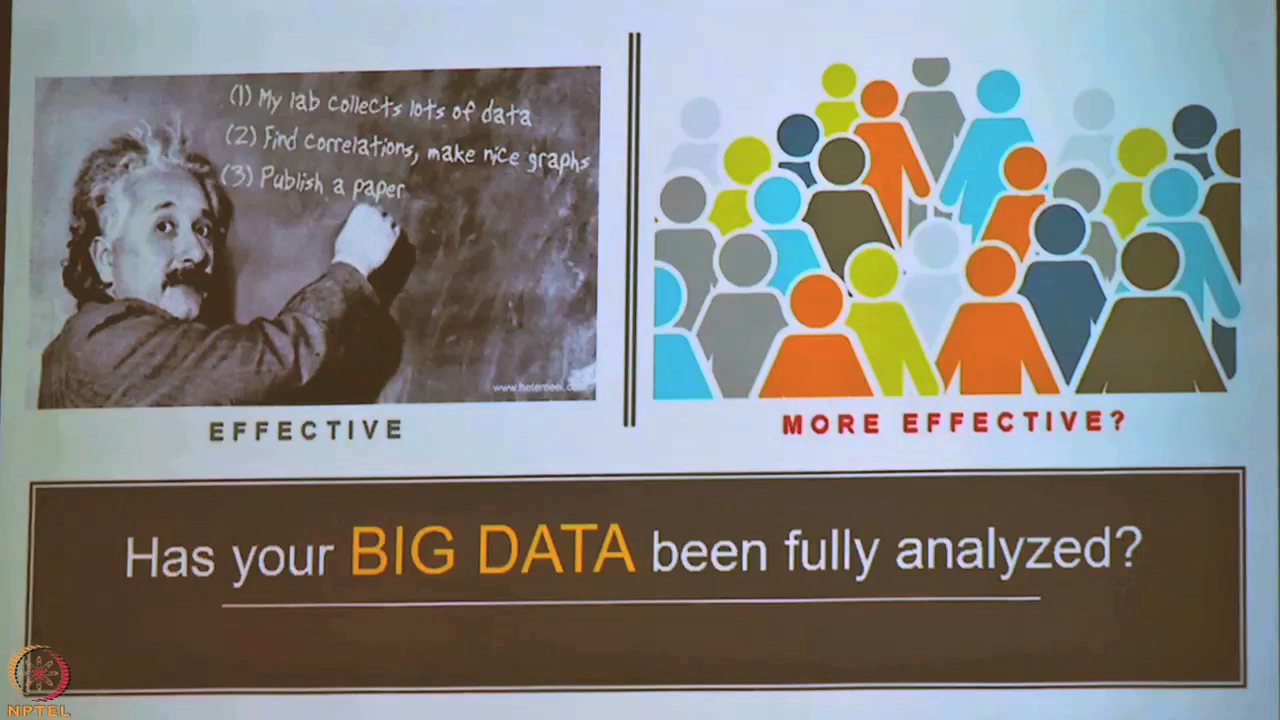 (1) My lab collects lots of data
(2) Find correlations, make nice graphs
(3) Publish a paper
EFFECTIVE
MORE EFFECTIVE?
Has your BIG DATA been fully analyzed?
NPTEL